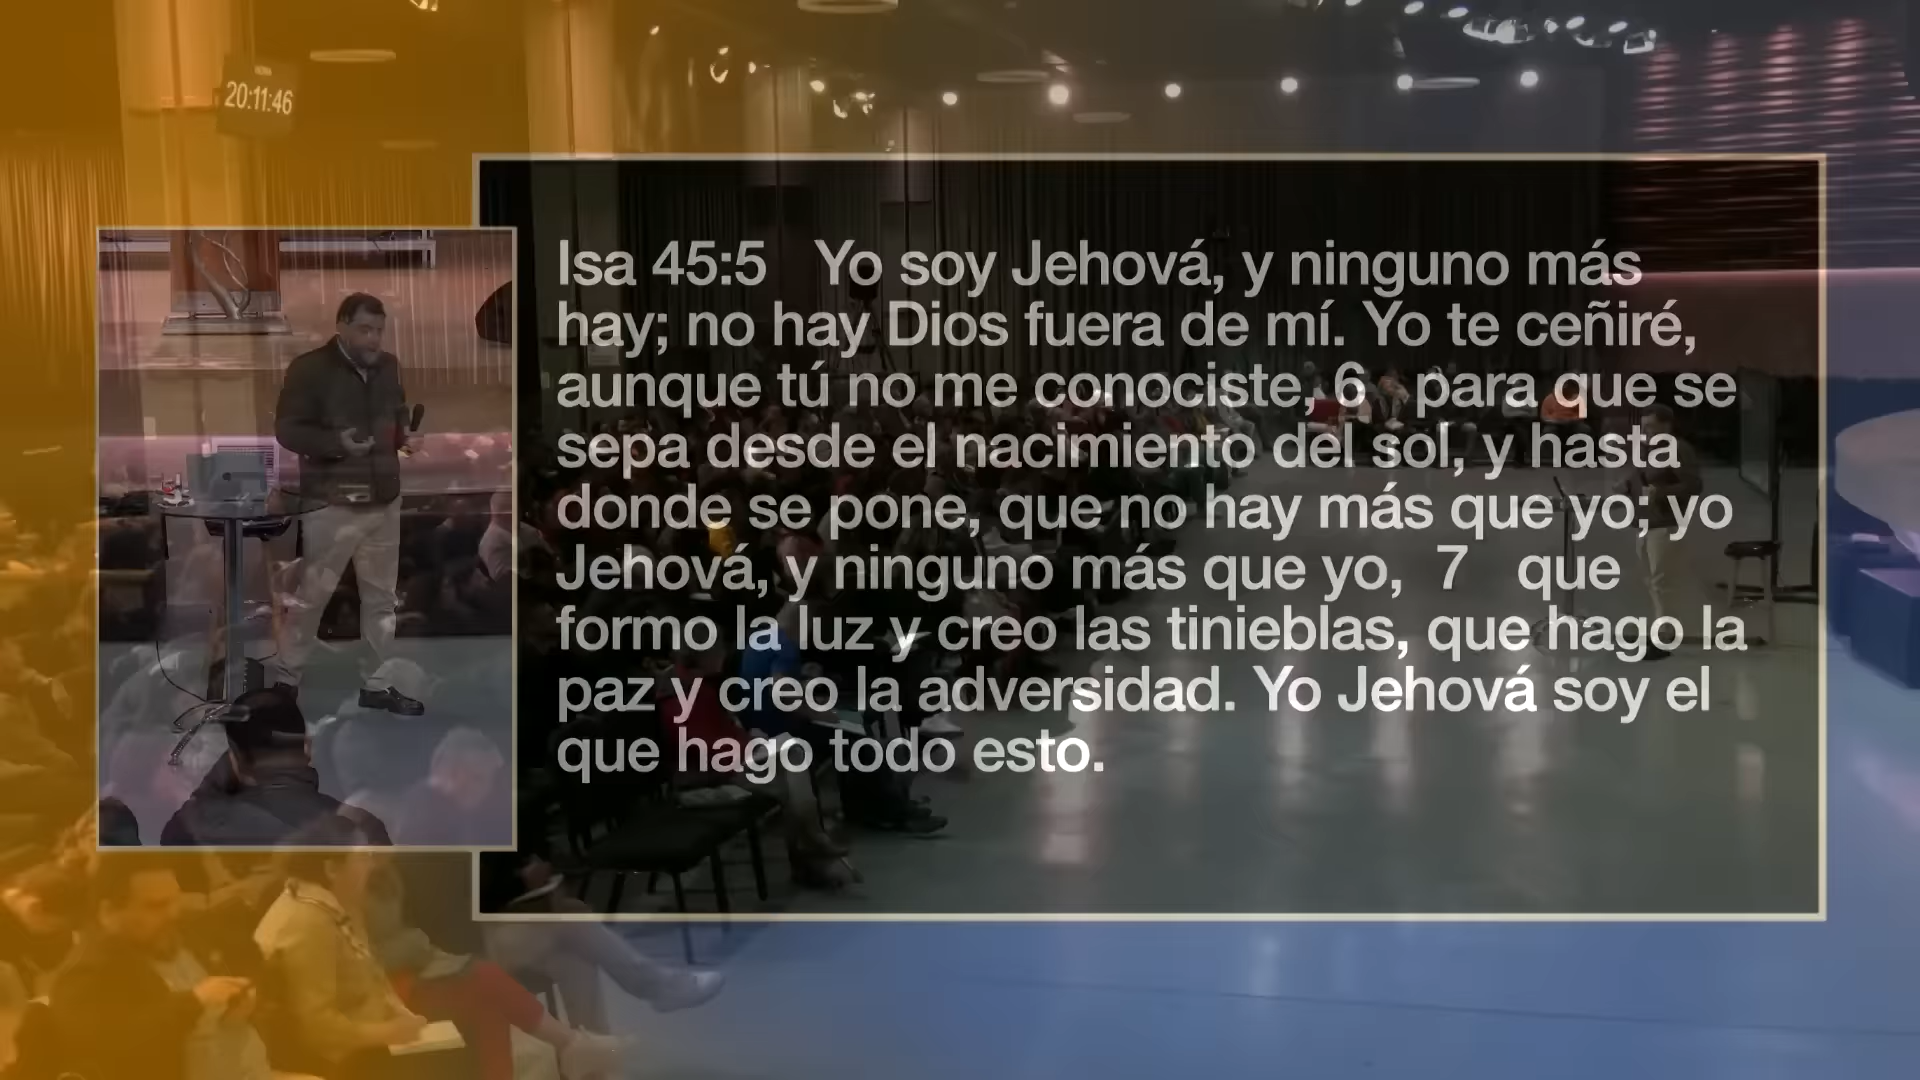 20:11:46
Isa 45:5 Yo soy Jehová, y ninguno más
hay; no hay Dios fuera de mí. Yo te ceñiré,
aunque tú no me conociste, 6 para que se
sepa desde el nacimiento del sol, y hasta
donde se pone, que no hay más que yo; yo
Jehová, y ninguno más que yo, 7 que
formo la luz y creo las tinieblas, que hago la
paz y creo la adversidad. Yo Jehová soy el
que hago todo esto.